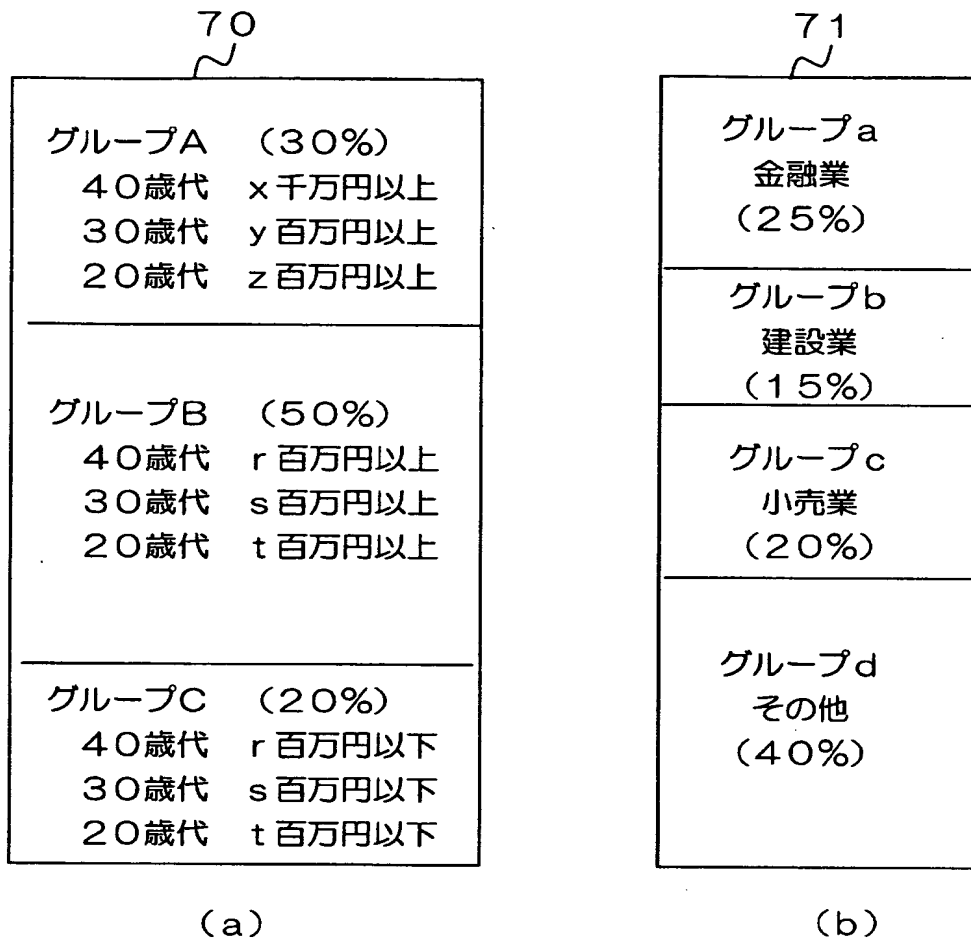 70
グループA (30%)
40歳代 x千万円以上
30歳代 y百万円以上
20歳代 z百万円以上
グループB (50%)
40歳代 r百万円以上
30歳代 s百万円以上
20歳代 t百万円以上
グループC (20%)
40歳代 r百万円以下
30歳代 s百万円以下
20歳代 t百万円以下
(a)
71
グループa
金融業
(25%)
グループb
建設業
(15%)
グループc
小売業
(20%)
グループd
その他
(40%)
(b)